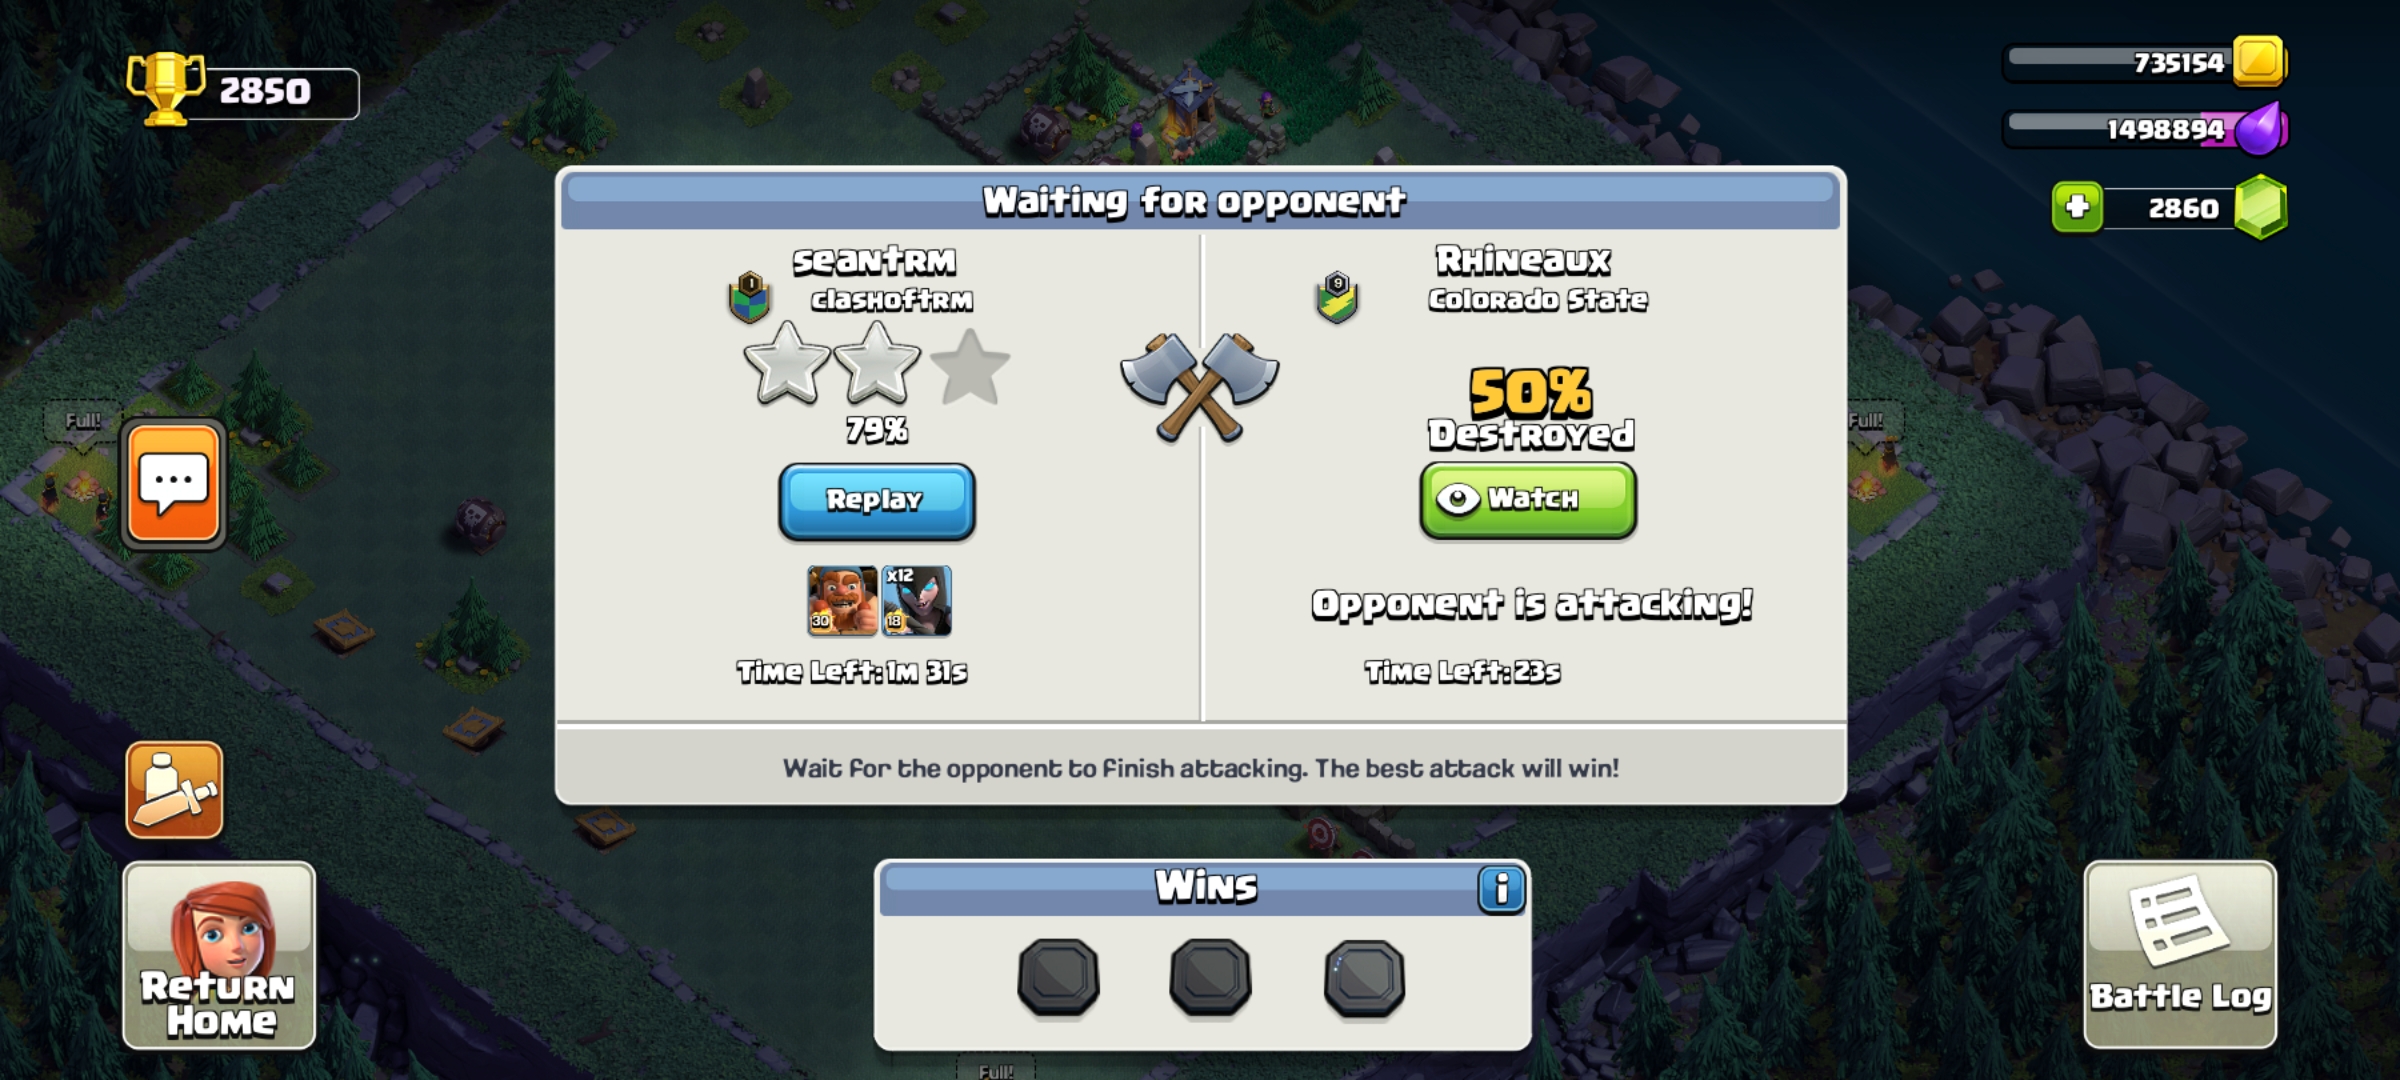 2850
735154
1498894
2860
Waiting for opponent
seantrm
clashoftrm
1
79%
Replay
30
x12
18
Time Left: 1m 31s
Rhineaux
Colorado State
9
50%
Destroyed
Watch
Opponent is attacking!
Time Left: 23s
Wait for the opponent to finish attacking. The best attack will win!
Full!
Full!
Wins
i
Return
Home
Battle Log
Full!